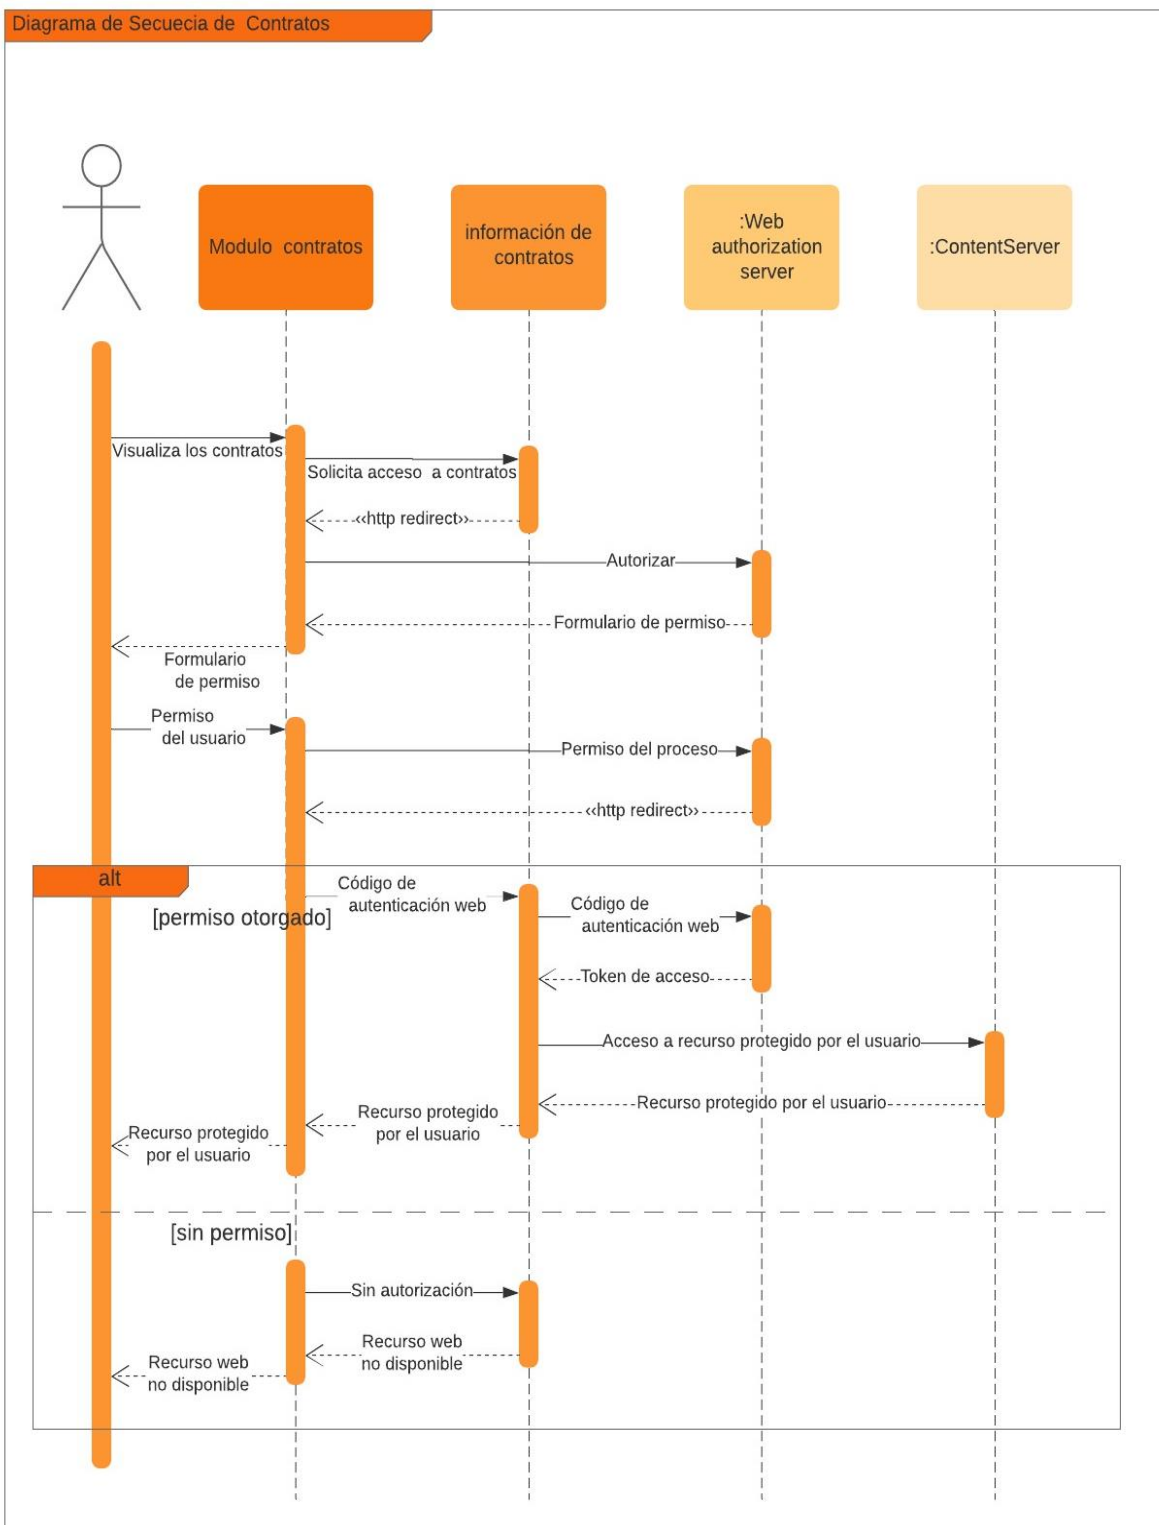 Diagrama de Secuecia de  Contratos
Modulo  contratos
información de
contratos
:Web
authorization
server
:ContentServer
Visualiza los contratos
Solicita acceso  a contratos
‹‹http redirect››
Autorizar
Formulario de permiso
Formulario
de permiso
Permiso
del usuario
Permiso del proceso
‹‹http redirect››
alt
[permiso otorgado]
Código de
autenticación web
Código de
autenticación web
Token de acceso
Acceso a recurso protegido por el usuario
Recurso protegido por el usuario
Recurso protegido
por el usuario
Recurso protegido
por el usuario
[sin permiso]
Sin autorización
Recurso web
no disponible
Recurso web
no disponible